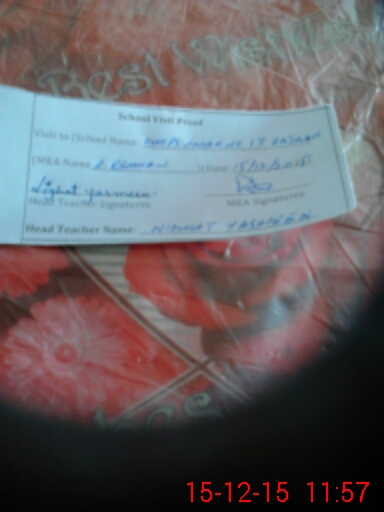 Best Wishes
School Visit Proof
Visit to (School Name
(MEA Name A. REHMAN ) Date: 15/12/2015
Nighat yasmeen
Head Teacher Signatures MEA Signatures
Head Teacher Name: NIGHAT YASMEEN
15-12-15 11:57